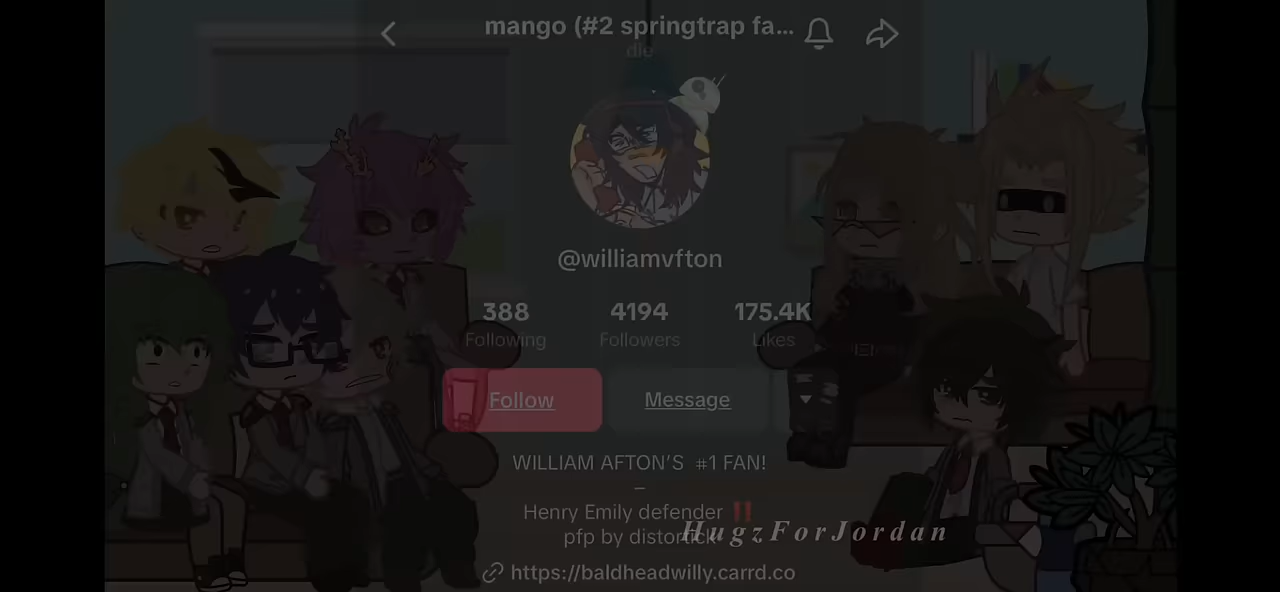 mango (#2 springtrap fa...
die
@williamvfton
388 4194 175.4K
Following Followers Likes
Follow Message
WILLIAM AFTON'S #1 FAN!
–
Henry Emily defender ‼️
pfp by distortick
HugzForJordan
https://baldheadwilly.carrd.co